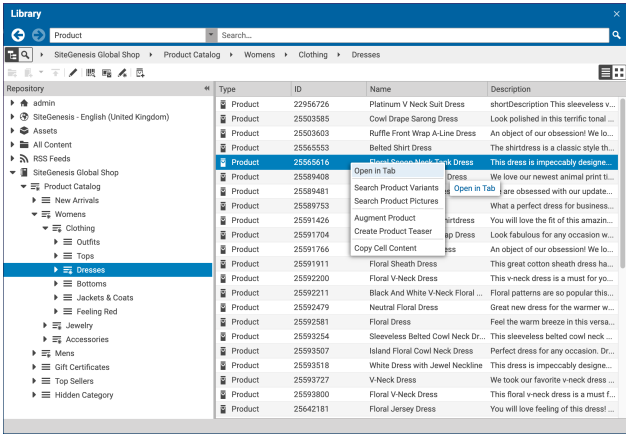 Library
Product
Search...
SiteGenesis Global Shop Product Catalog Womens Clothing Dresses
Repository
admin
SiteGenesis - English (United Kingdom)
Assets
All Content
RSS Feeds
SiteGenesis Global Shop
Product Catalog
New Arrivals
Womens
Clothing
Outfits
Tops
Dresses
Bottoms
Jackets & Coats
Feeling Red
Jewelry
Accessories
Mens
Gift Certificates
Top Sellers
Hidden Category
Type ID Name Description
Product 22956726 Platinum V Neck Suit Dress shortDescription This sleeveless v...
Product 25503585 Cowl Drape Sarong Dress Look polished in this terrific tonal ...
Product 25503603 Ruffle Front Wrap A-Line Dress An object of our obsession! We lo...
Product 25565553 Belted Shirt Dress The shirtdress is a classic style th...
Product 25565616 Floral Scoop Neck Tank Dress This dress is impeccably designe...
Product 25589408 Dress We love our newest animal print ti...
Product 25589481 are obsessed with our update...
Product 25589753 What a perfect dress for business...
Product 25591426 hirtdress You will love the fit of this amazin...
Product 25591704 ap Dress Look fabulous for any occasion w...
Product 25591766 ess An object of our obsession! We lo...
Product 25591911 Floral Sheath Dress This great cotton sheath dress ha...
Product 25592200 Floral V-Neck Dress This v-neck dress is a must for yo...
Product 25592211 Black And White V-Neck Floral ... Floral patterns are so popular this...
Product 25592479 Neutral Floral Dress Great new dress for the warmer w...
Product 25592581 Floral Dress Feel the warm breeze in this versa...
Product 25593254 Sleeveless Belted Cowl Neck Dr... This sleeveless belted cowl neck ...
Product 25593507 Island Floral Cowl Neck Dress Perfect dress for any occasion. Dr...
Product 25593518 White Dress with Jewel Neckline This dress is impeccably designe...
Product 25593727 V-Neck Dress We took our favorite v-neck dress ...
Product 25593800 Floral V-Neck Dress This floral v-neck dress is a must f...
Product 25642181 Floral Jersey Dress You will love feeling of this dress! ...
Open in Tab
Search Product Variants
Search Product Pictures
Augment Product
Create Product Teaser
Copy Cell Content
Open in Tab